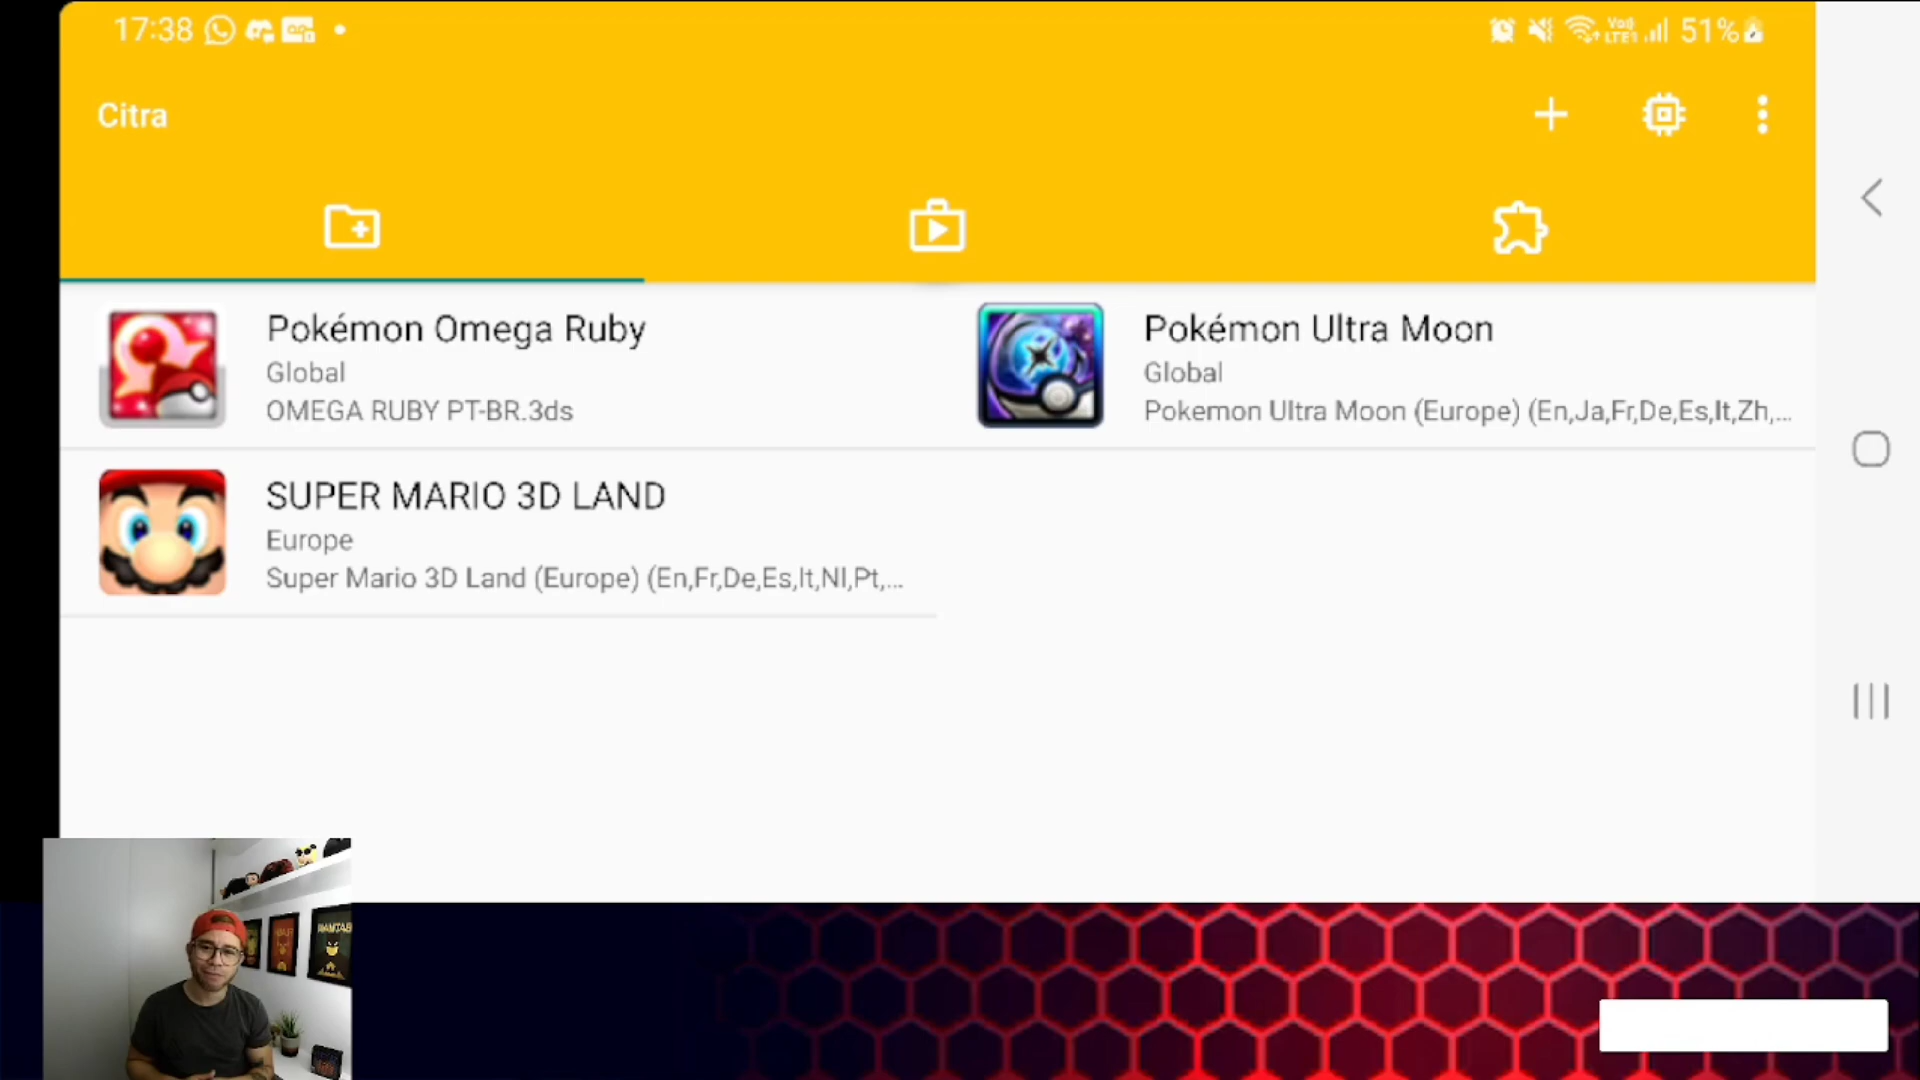 17:38
Vo)
LTE1
51%
Citra
Pokémon Omega Ruby
Global
OMEGA RUBY PT-BR.3ds
Pokémon Ultra Moon
Global
Pokemon Ultra Moon (Europe) (En,Ja,Fr,De,Es,It,Zh,...
SUPER MARIO 3D LAND
Europe
Super Mario 3D Land (Europe) (En,Fr,De,Es,It,Nl,Pt,...